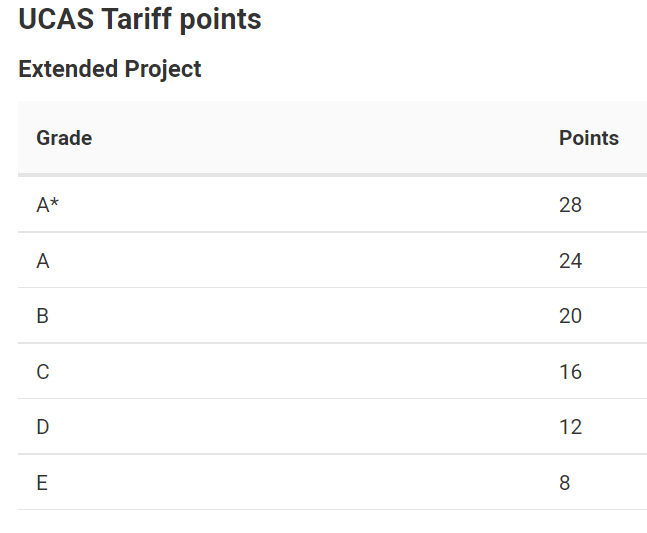 UCAS Tariff points
Extended Project
Grade Points
A* 28
A 24
B 20
C 16
D 12
E 8